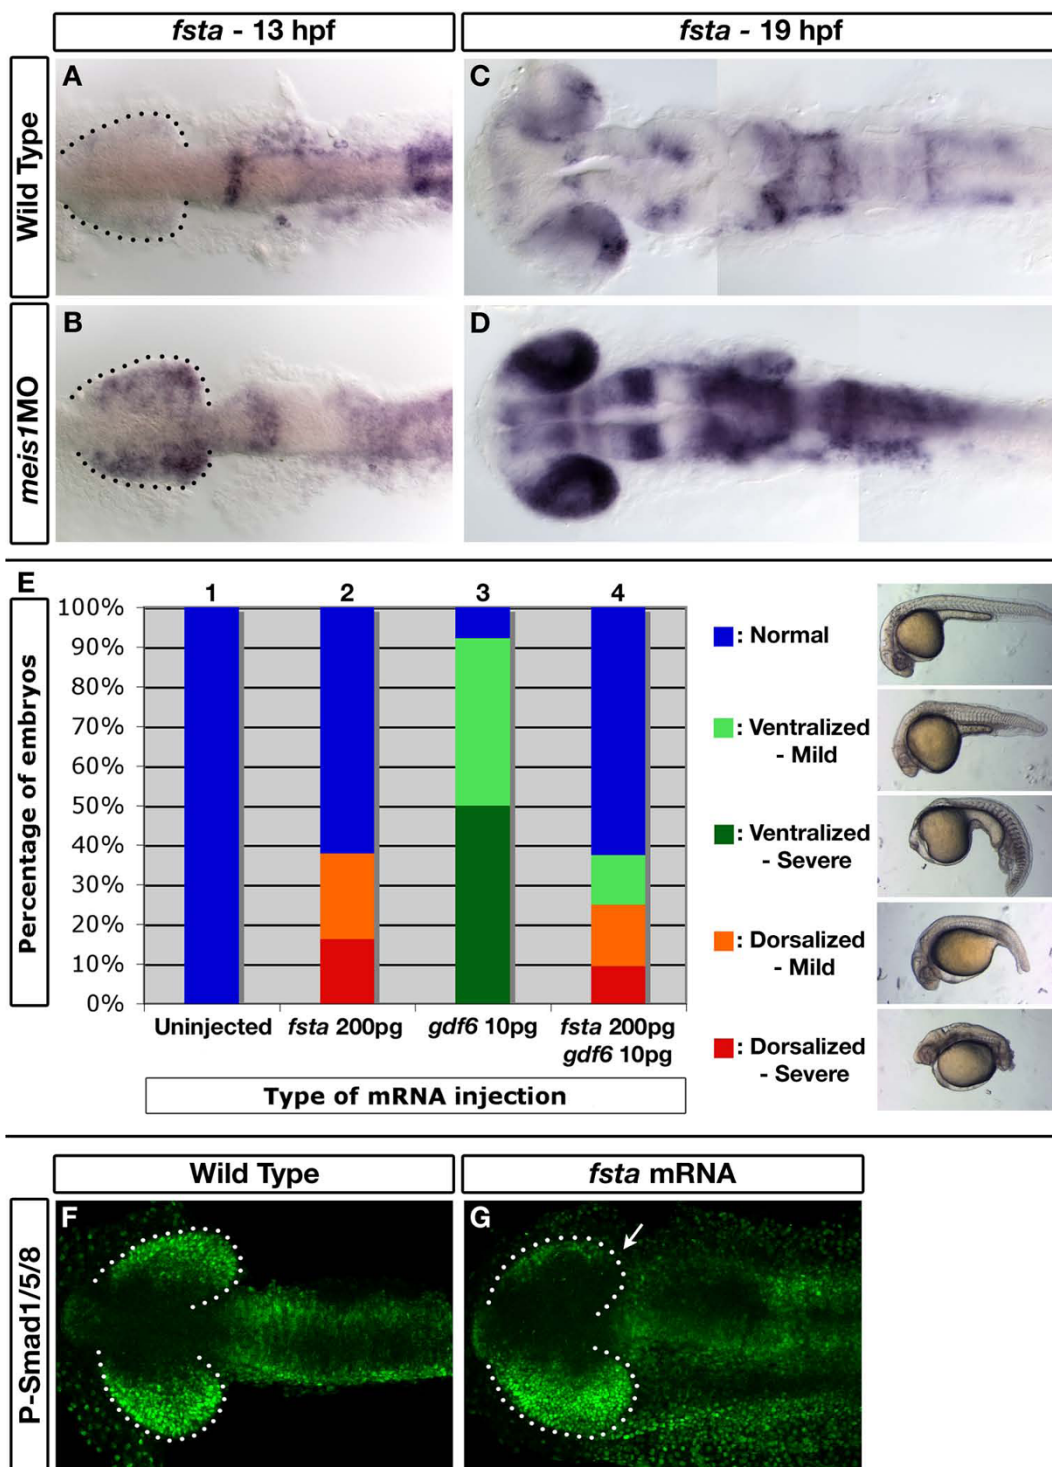 fsta - 13 hpf
fsta - 19 hpf
Wild Type
A
C
meis1MO
B
D
E
1 2 3 4
Percentage of embryos
100%
90%
80%
70%
60%
50%
40%
30%
20%
10%
0%
Uninjected
fsta 200pg
gdf6 10pg
fsta 200pg
gdf6 10pg
Type of mRNA injection
: Normal
: Ventralized
- Mild
: Ventralized
- Severe
: Dorsalized
- Mild
: Dorsalized
- Severe
Wild Type
fsta mRNA
P-Smad1/5/8
F
G